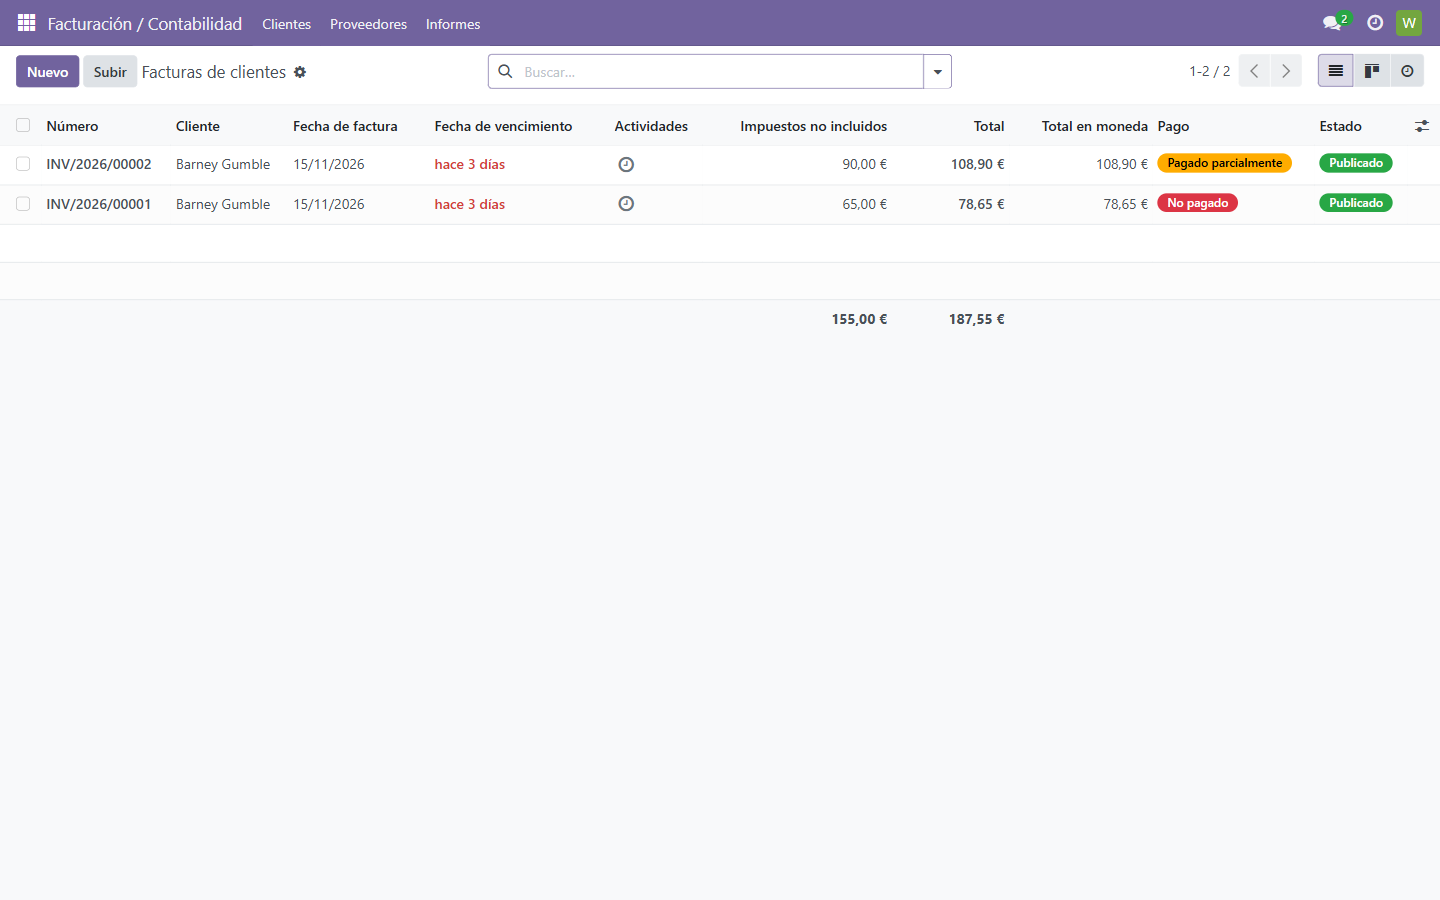 Facturación / Contabilidad Clientes Proveedores Informes 2 W
Nuevo Subir Facturas de clientes Buscar... 1-2 / 2
Número Cliente Fecha de factura Fecha de vencimiento Actividades Impuestos no incluidos Total Total en moneda Pago Estado
INV/2026/00002 Barney Gumble 15/11/2026 hace 3 días 90,00 € 108,90 € 108,90 € Pagado parcialmente Publicado
INV/2026/00001 Barney Gumble 15/11/2026 hace 3 días 65,00 € 78,65 € 78,65 € No pagado Publicado
155,00 € 187,55 €